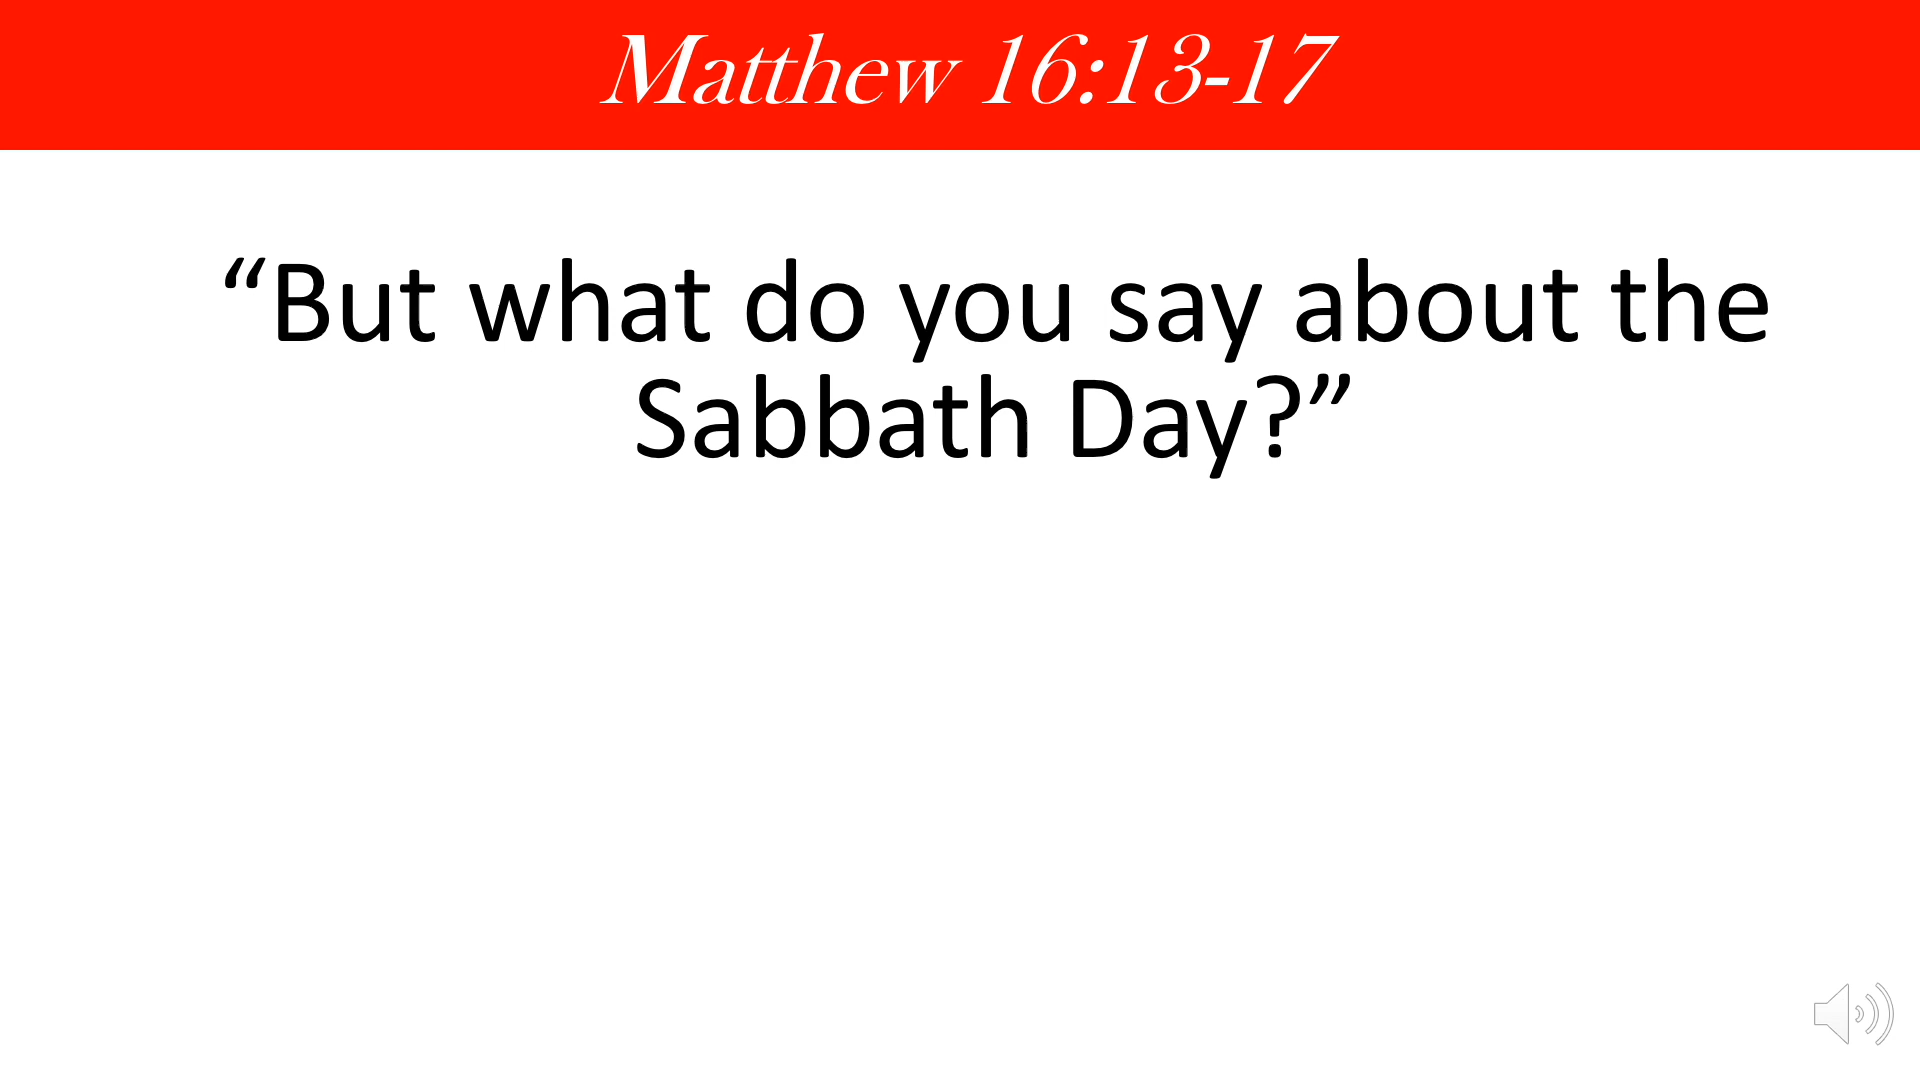 Matthew 16:13-17
“But what do you say about the
Sabbath Day?”